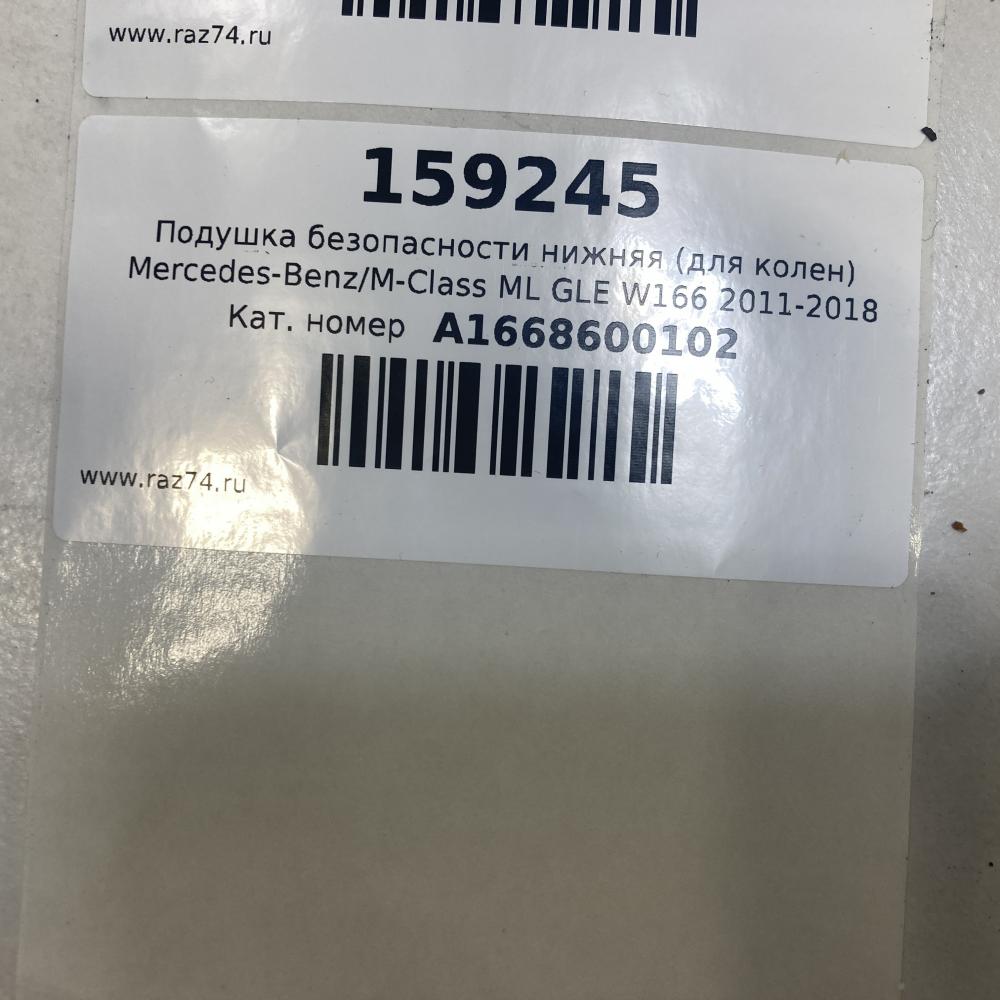 www.raz74.ru
159245
Подушка безопасности нижняя (для колен)
Mercedes-Benz/M-Class ML GLE W166 2011-2018
Кат. номер A1668600102
www.raz74.ru